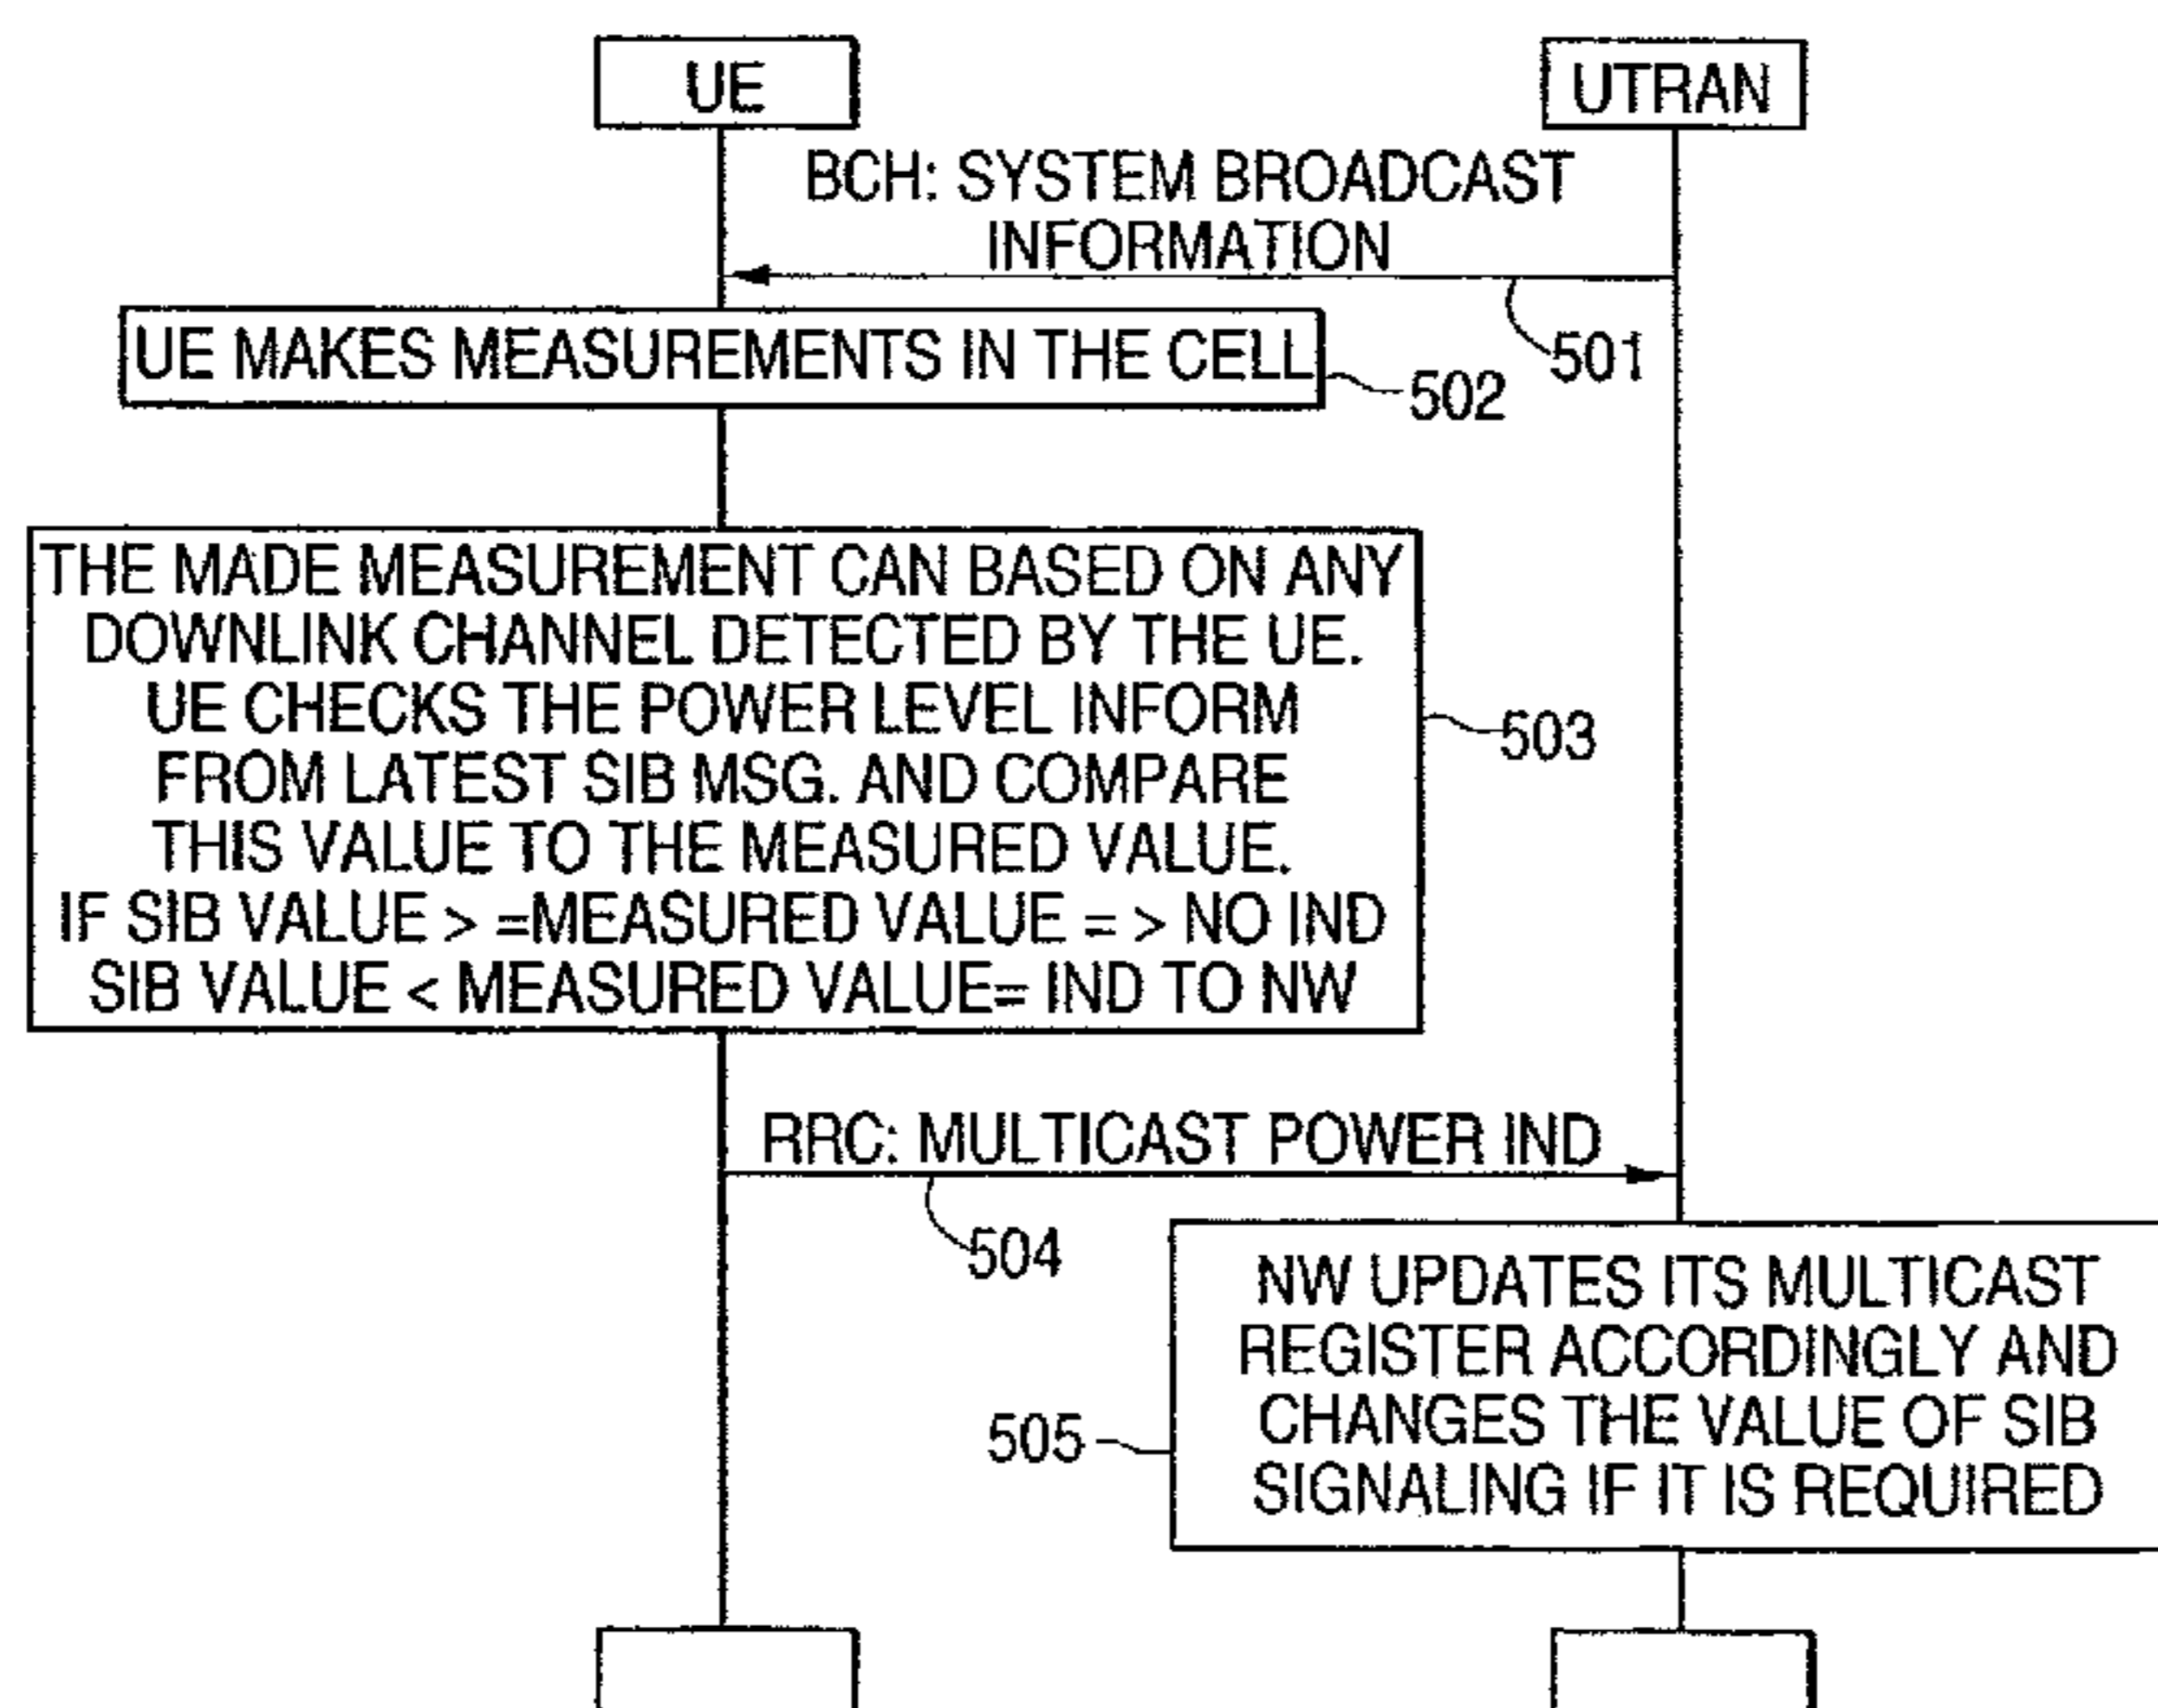 UE
UTRAN
BCH: SYSTEM BROADCAST
INFORMATION
501
UE MAKES MEASUREMENTS IN THE CELL
502
THE MADE MEASUREMENT CAN BASED ON ANY
DOWNLINK CHANNEL DETECTED BY THE UE.
UE CHECKS THE POWER LEVEL INFORM
FROM LATEST SIB MSG. AND COMPARE
THIS VALUE TO THE MEASURED VALUE.
IF SIB VALUE > =MEASURED VALUE = > NO IND
SIB VALUE < MEASURED VALUE= IND TO NW
503
RRC: MULTICAST POWER IND
504
NW UPDATES ITS MULTICAST
REGISTER ACCORDINGLY AND
CHANGES THE VALUE OF SIB
SIGNALING IF IT IS REQUIRED
505